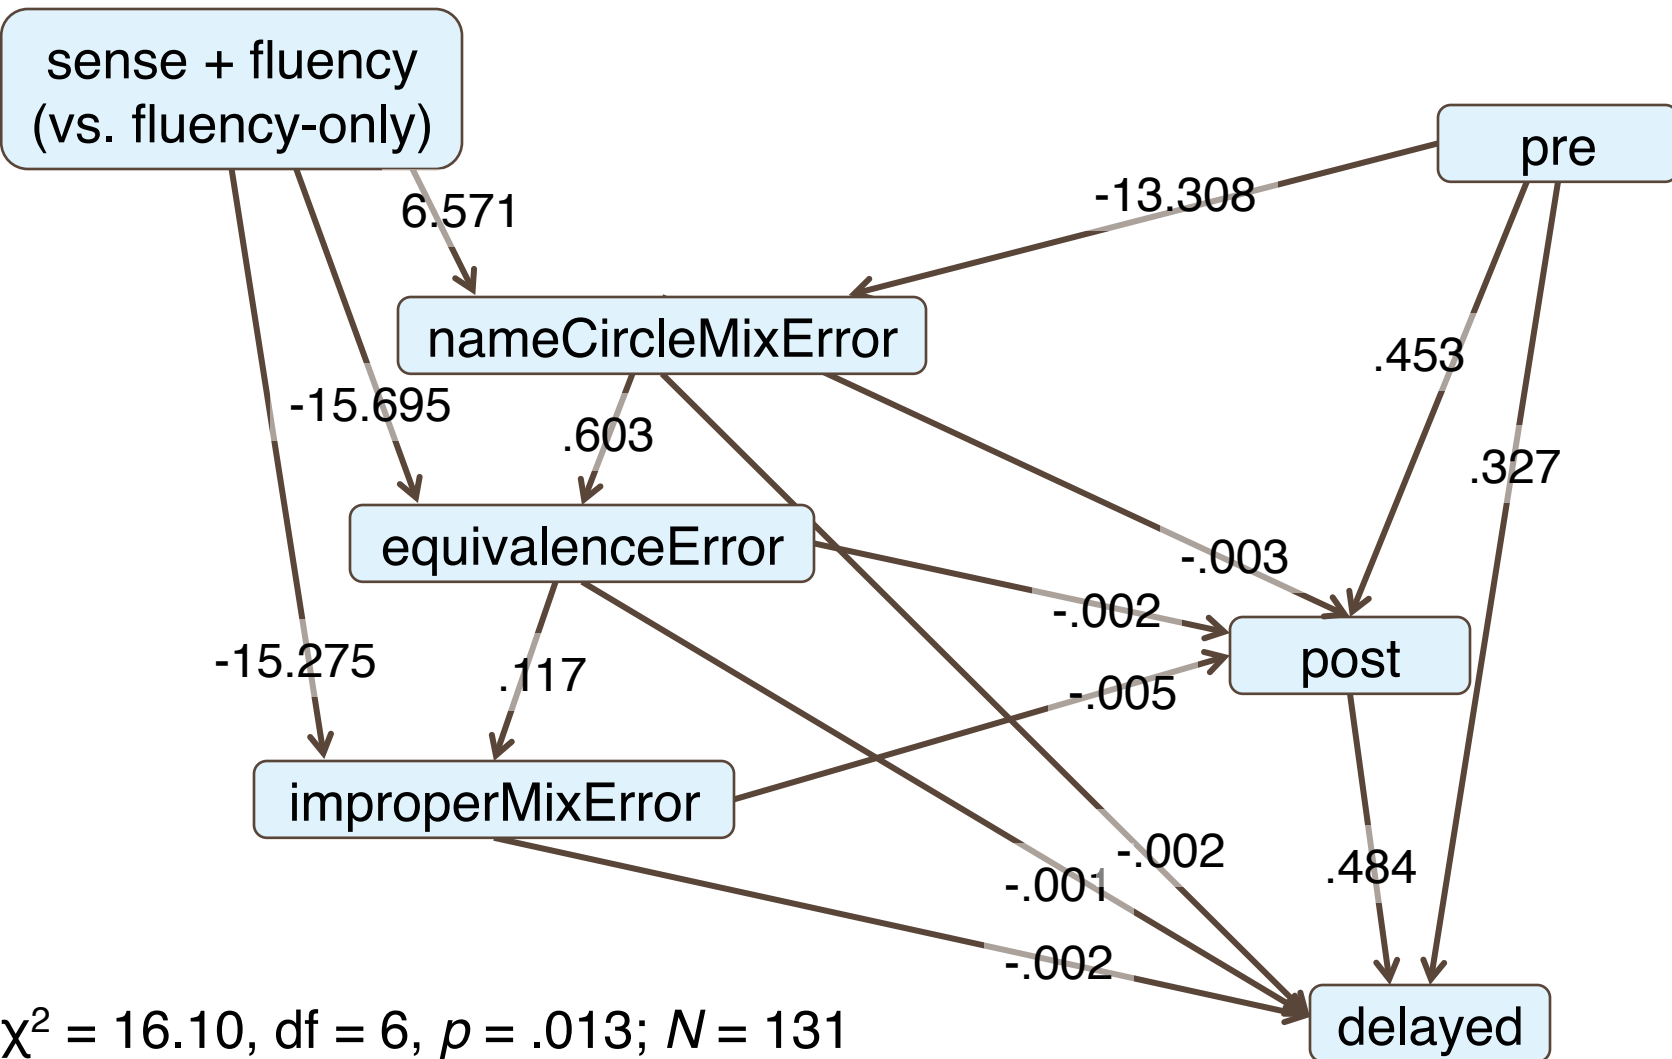 sense + fluency
(vs. fluency-only)
pre
6.571
-13.308
nameCircleMixError
.453
-15.695
.603
.327
equivalenceError
-.003
-.002
post
-15.275
.117
-.005
improperMixError
-.002
.484
-.001
-.002
delayed
χ² = 16.10, df = 6, p = .013; N = 131